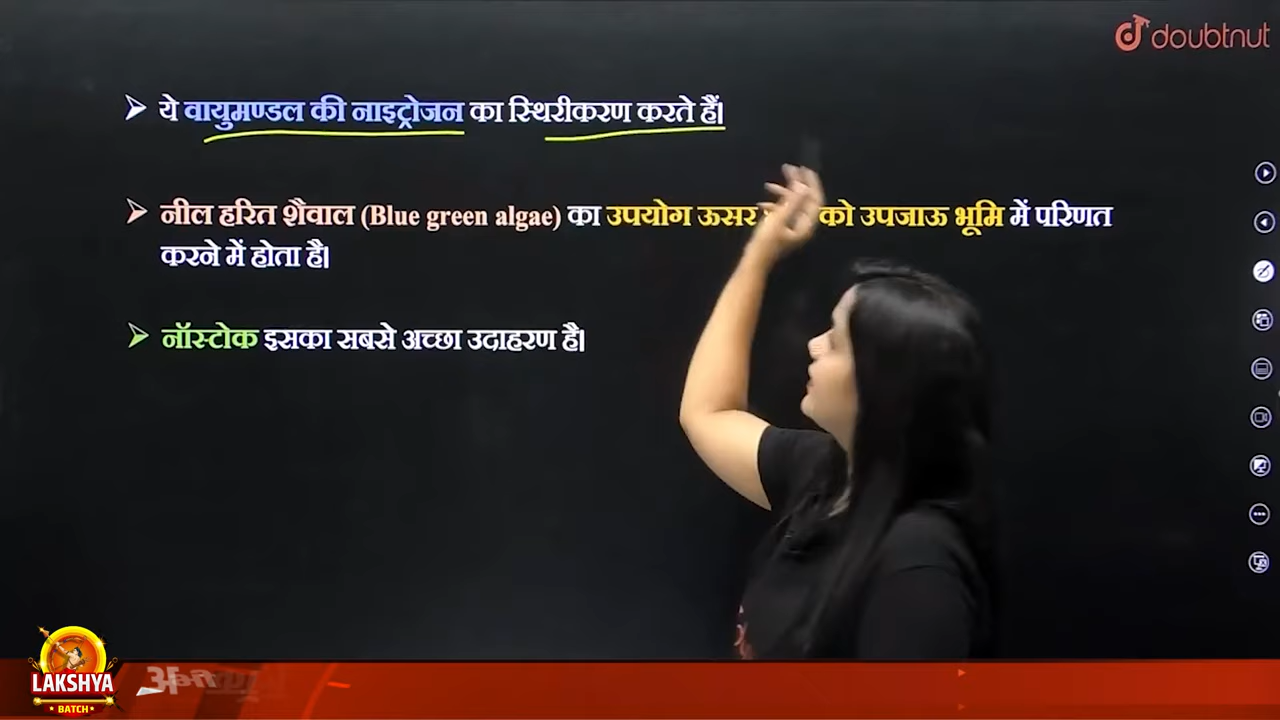 doubtnut
ये वायुमण्डल की नाइट्रोजन का स्थिरीकरण करते हैं।
नील हरित शैवाल (Blue green algae) का उपयोग ऊसर को उपजाऊ भूमि में परिणत
करने में होता है।
नॉस्टोक इसका सबसे अच्छा उदाहरण है।
LAKSHYA
BATCH